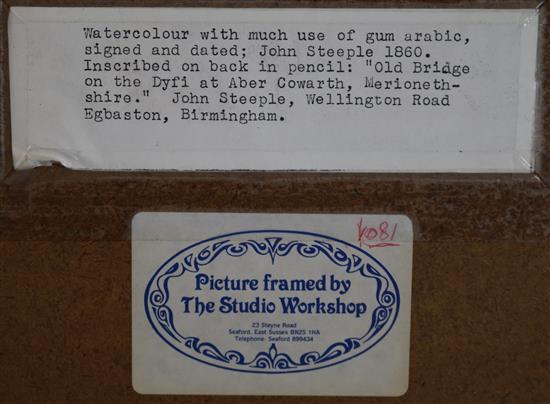 Watercolour with much use of gum arabic,
signed and dated; John Steeple 1860.
Inscribed on back in pencil: "Old Bridge
on the Dyfi at Aber Cowarth, Merioneth-
shire." John Steeple, Wellington Road
Egbaston, Birmingham.
Picture framed by
The Studio Workshop
23 Steyne Road
Seaford. East Sussex BN25 1HA
Telephone: Seaford 899434